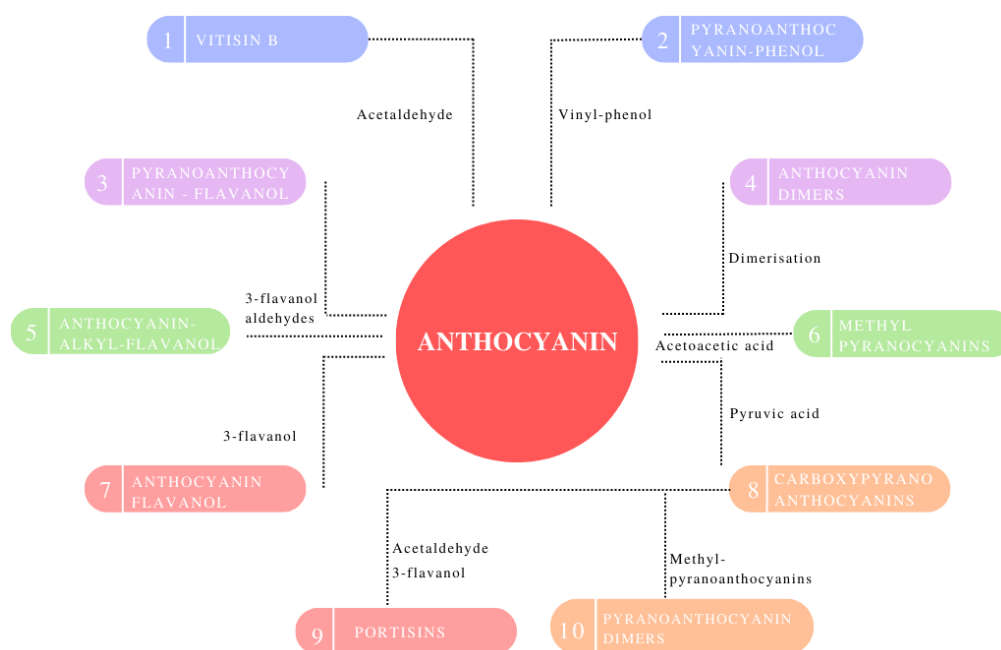 1 VITISIN B
2 PYRANOANTHOC
YANIN-PHENOL
Acetaldehyde
Vinyl-phenol
3 PYRANOANTHOCY
ANIN - FLAVANOL
4 ANTHOCYANIN
DIMERS
Dimerisation
3-flavanol
aldehydes
5 ANTHOCYANIN-
ALKYL-FLAVANOL
ANTHOCYANIN
Acetoacetic acid
6 METHYL
PYRANOCYANINS
Pyruvic acid
3-flavanol
7 ANTHOCYANIN
FLAVANOL
8 CARBOXYPYRANO
ANTHOCYANINS
Acetaldehyde
3-flavanol
Methyl-
pyranoanthocyanins
9 PORTISINS
10 PYRANOANTHOCYANIN
DIMERS